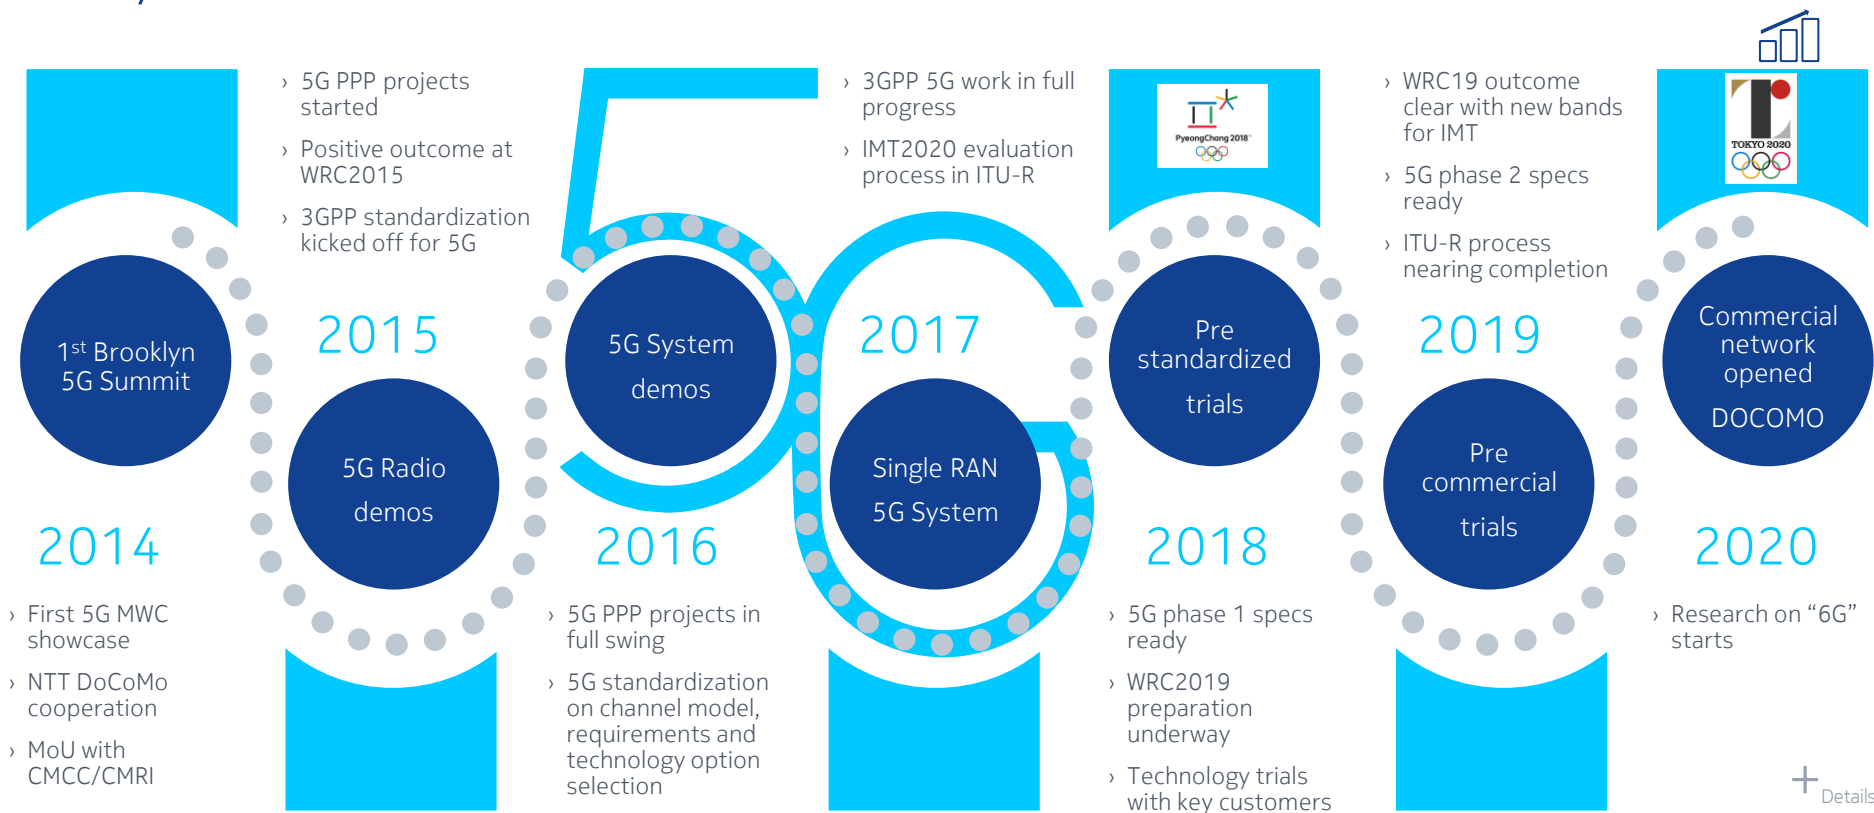 1st Brooklyn
5G Summit
2014
› First 5G MWC
showcase
› NTT DoCoMo
cooperation
› MoU with
CMCC/CMRI
› 5G PPP projects
started
› Positive outcome at
WRC2015
› 3GPP standardization
kicked off for 5G
2015
5G Radio
demos
5G System
demos
2016
› 5G PPP projects in
full swing
› 5G standardization
on channel model,
requirements and
technology option
selection
› 3GPP 5G work in full
progress
› IMT2020 evaluation
process in ITU-R
2017
Single RAN
5G System
PyeongChang 2018
Pre
standardized
trials
2018
› 5G phase 1 specs
ready
› WRC2019
preparation
underway
› Technology trials
with key customers
› WRC19 outcome
clear with new bands
for IMT
› 5G phase 2 specs
ready
› ITU-R process
nearing completion
2019
Pre
commercial
trials
TOKYO 2020
Commercial
network
opened
DOCOMO
2020
› Research on “6G”
starts
+ Details